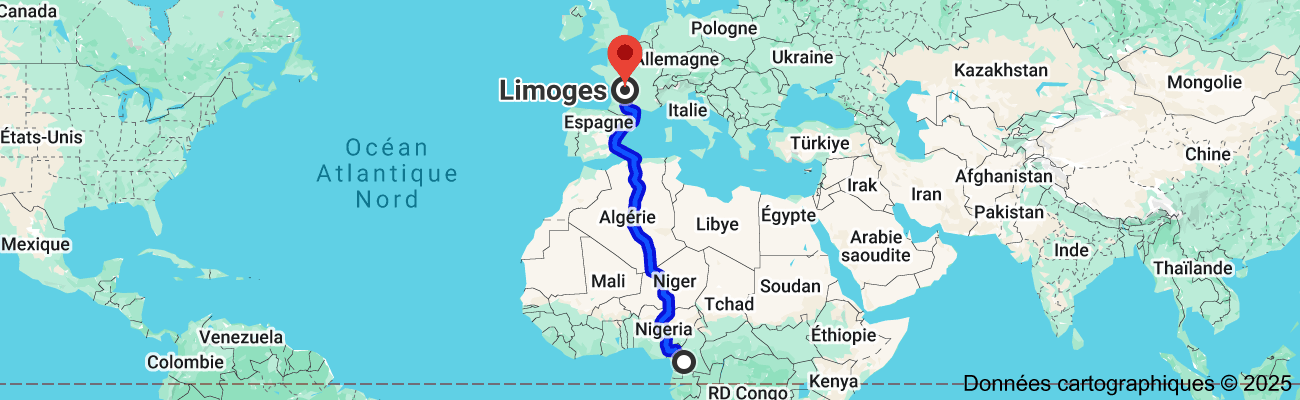 Canada
Pologne
Allemagne
Ukraine
Kazakhstan
Mongolie
Limoges
Italie
Espagne
États-Unis
Océan
Atlantique
Nord
Türkiye
Chine
Afghanistan
Irak
Iran
Pakistan
Algérie
Libye
Égypte
Mexique
Arabie
saoudite
Inde
Thaïlande
Mali
Niger
Tchad
Soudan
Nigeria
Éthiopie
Venezuela
Colombie
Kenya
RD Congo
Données cartographiques © 2025